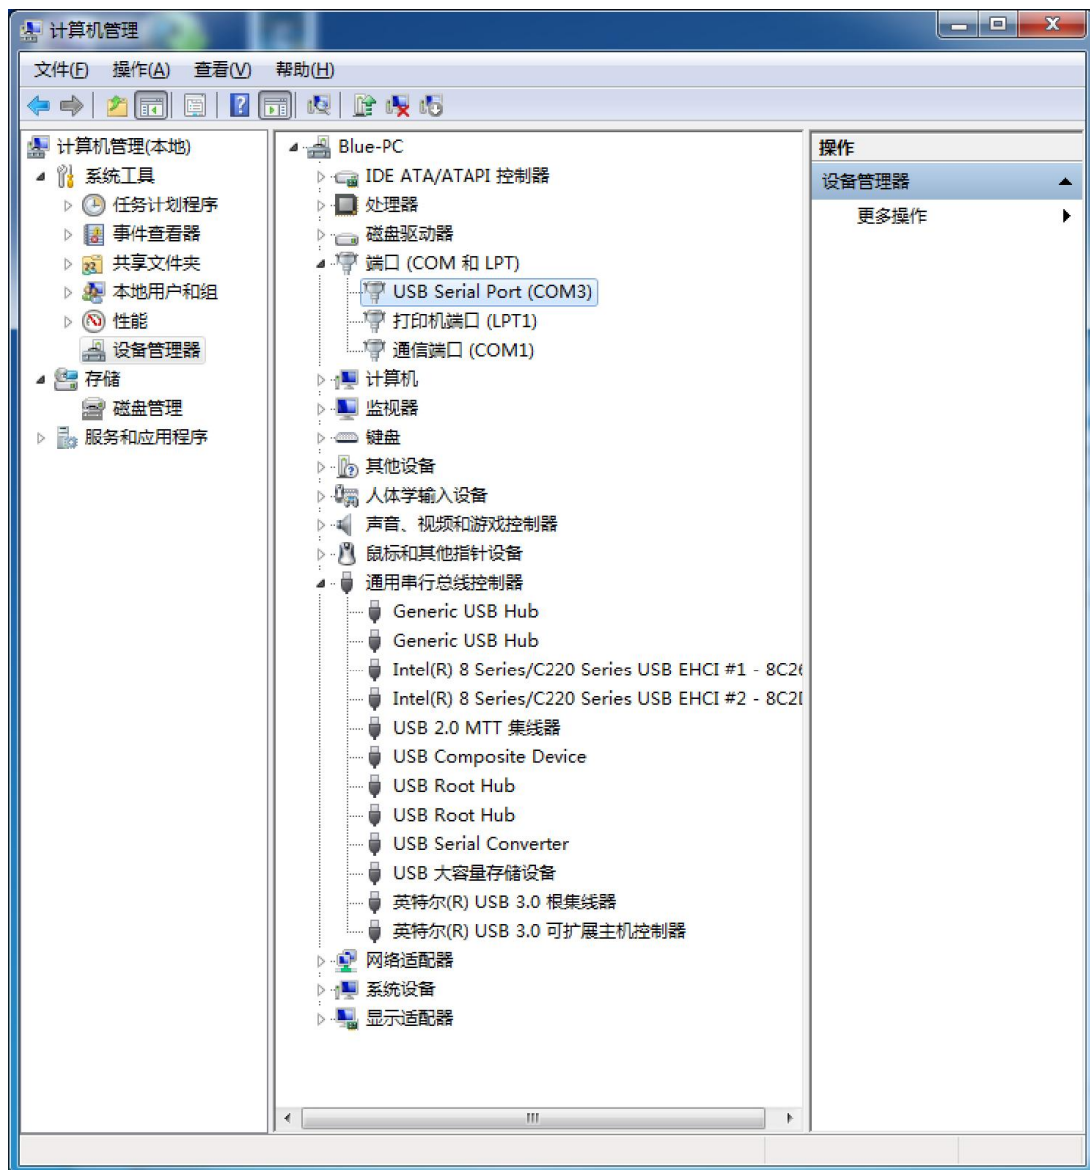 计算机管理
文件(F) 操作(A) 查看(V) 帮助(H)
计算机管理(本地)
系统工具
任务计划程序
事件查看器
共享文件夹
本地用户和组
性能
设备管理器
存储
磁盘管理
服务和应用程序
Blue-PC
IDE ATA/ATAPI 控制器
处理器
磁盘驱动器
端口 (COM 和 LPT)
USB Serial Port (COM3)
打印机端口 (LPT1)
通信端口 (COM1)
计算机
监视器
键盘
其他设备
人体学输入设备
声音、视频和游戏控制器
鼠标和其他指针设备
通用串行总线控制器
Generic USB Hub
Generic USB Hub
Intel(R) 8 Series/C220 Series USB EHCI #1 - 8C26
Intel(R) 8 Series/C220 Series USB EHCI #2 - 8C2
USB 2.0 MTT 集线器
USB Composite Device
USB Root Hub
USB Root Hub
USB Serial Converter
USB 大容量存储设备
英特尔(R) USB 3.0 根集线器
英特尔(R) USB 3.0 可扩展主机控制器
网络适配器
系统设备
显示适配器
操作
设备管理器
更多操作